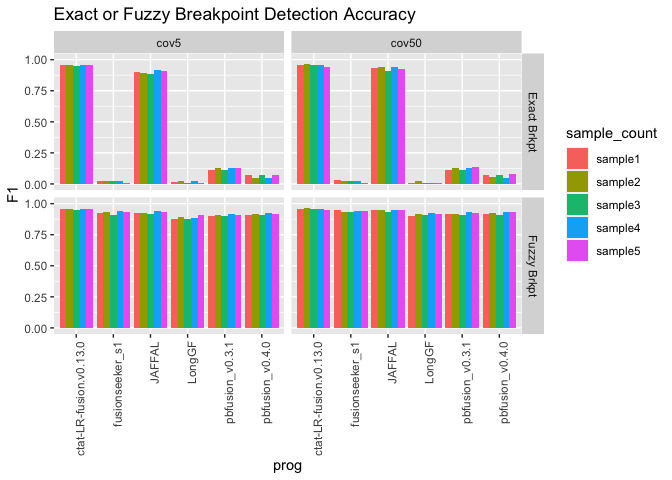 Exact or Fuzzy Breakpoint Detection Accuracy
cov5
cov50
F1
1.00
0.75
0.50
0.25
0.00
Exact Brkpt
1.00
0.75
0.50
0.25
0.00
Fuzzy Brkpt
ctat-LR-fusion.v0.13.0
fusionseeker_s1
JAFFAL
LongGF
pbfusion_v0.3.1
pbfusion_v0.4.0
ctat-LR-fusion.v0.13.0
fusionseeker_s1
JAFFAL
LongGF
pbfusion_v0.3.1
pbfusion_v0.4.0
prog
sample_count
sample1
sample2
sample3
sample4
sample5